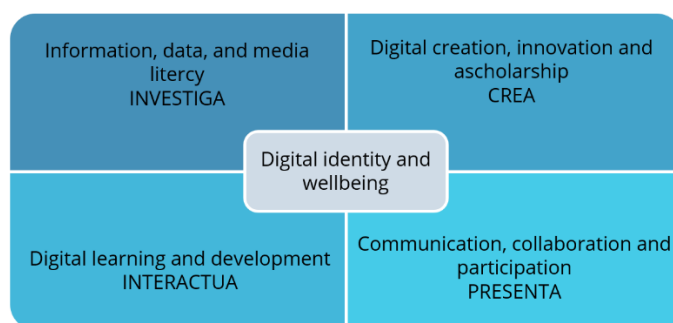 Information, data, and media
litercy
INVESTIGA
Digital creation, innovation and
ascholarship
CREA
Digital identity and
wellbeing
Digital learning and development
INTERACTUA
Communication, collaboration and
participation
PRESENTA